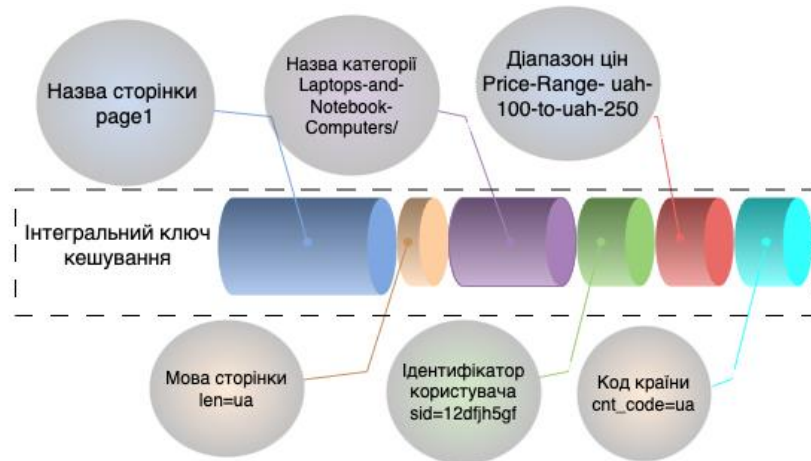 Назва сторінки
page1
Назва категорії
Laptops-and-
Notebook-
Computers/
Діапазон цін
Price-Range- uah-
100-to-uah-250
Інтегральний ключ
кешування
Мова сторінки
len=ua
Ідентифікатор
користувача
sid=12dfjh5gf
Код країни
cnt_code=ua